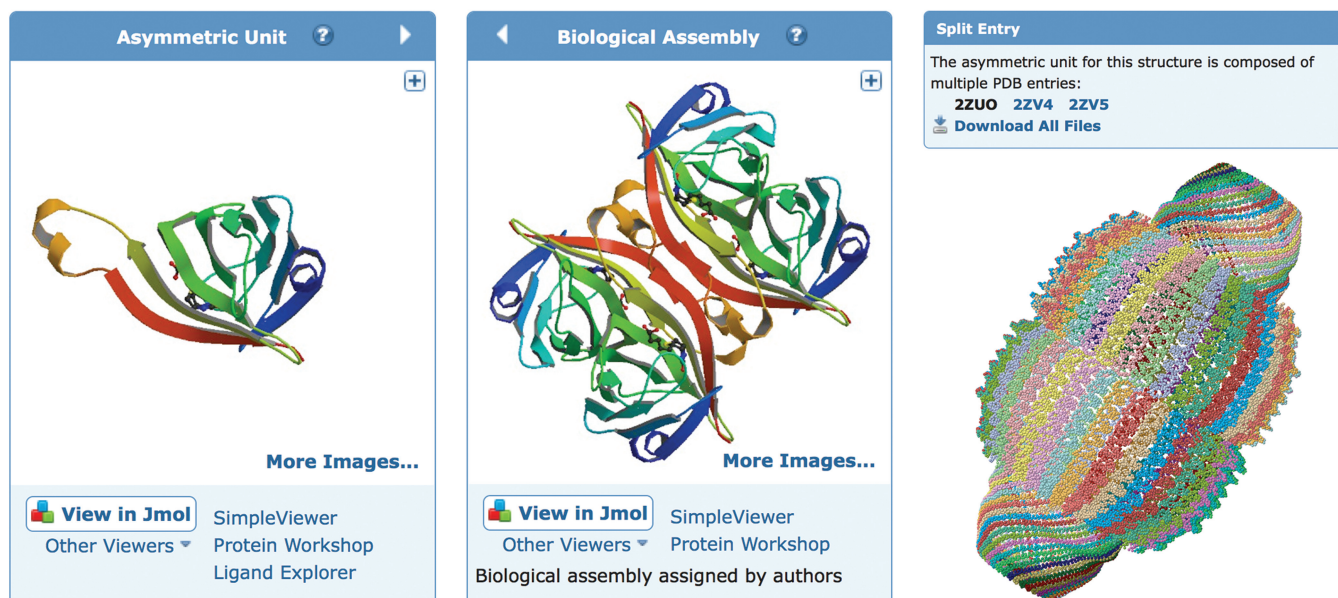 Asymmetric Unit ?
More Images...
View in Jmol
Other Viewers
SimpleViewer
Protein Workshop
Ligand Explorer
Biological Assembly ?
More Images...
View in Jmol
Other Viewers
SimpleViewer
Protein Workshop
Biological assembly assigned by authors
Split Entry
The asymmetric unit for this structure is composed of
multiple PDB entries:
2ZUO 2ZV4 2ZV5
Download All Files